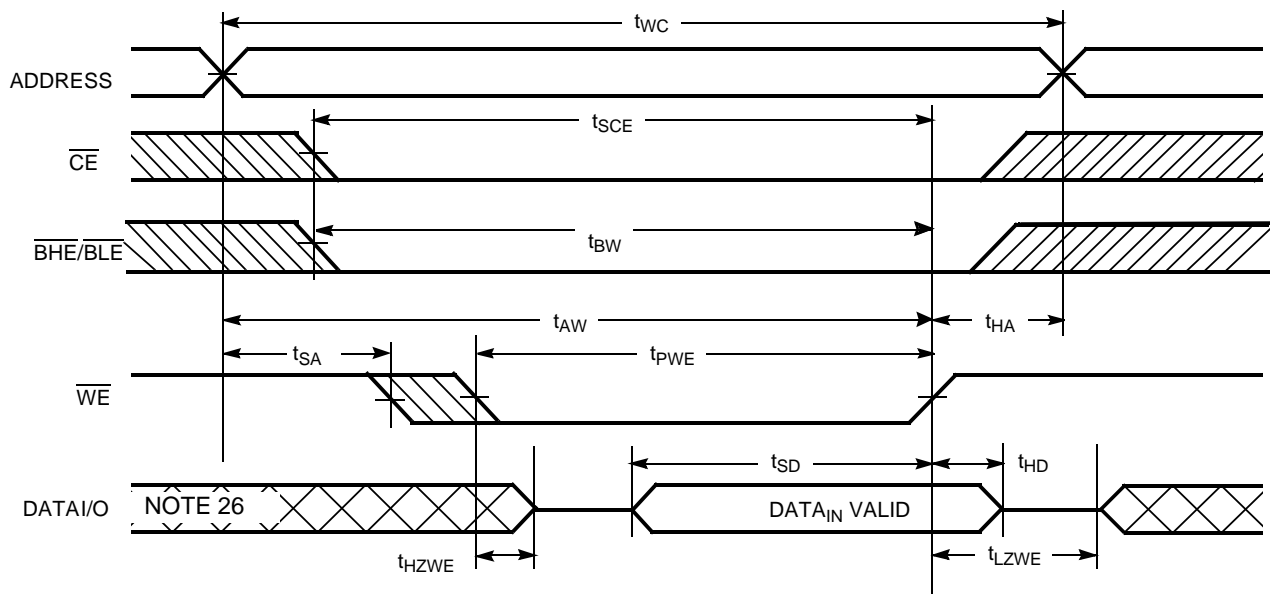 tWC
ADDRESS
tSCE
CE
tBW
BHE/BLE
tAW
tHA
tSA
tPWE
WE
tSD
tHD
DATAI/O
NOTE 26
DATAIN VALID
tHZWE
tLZWE